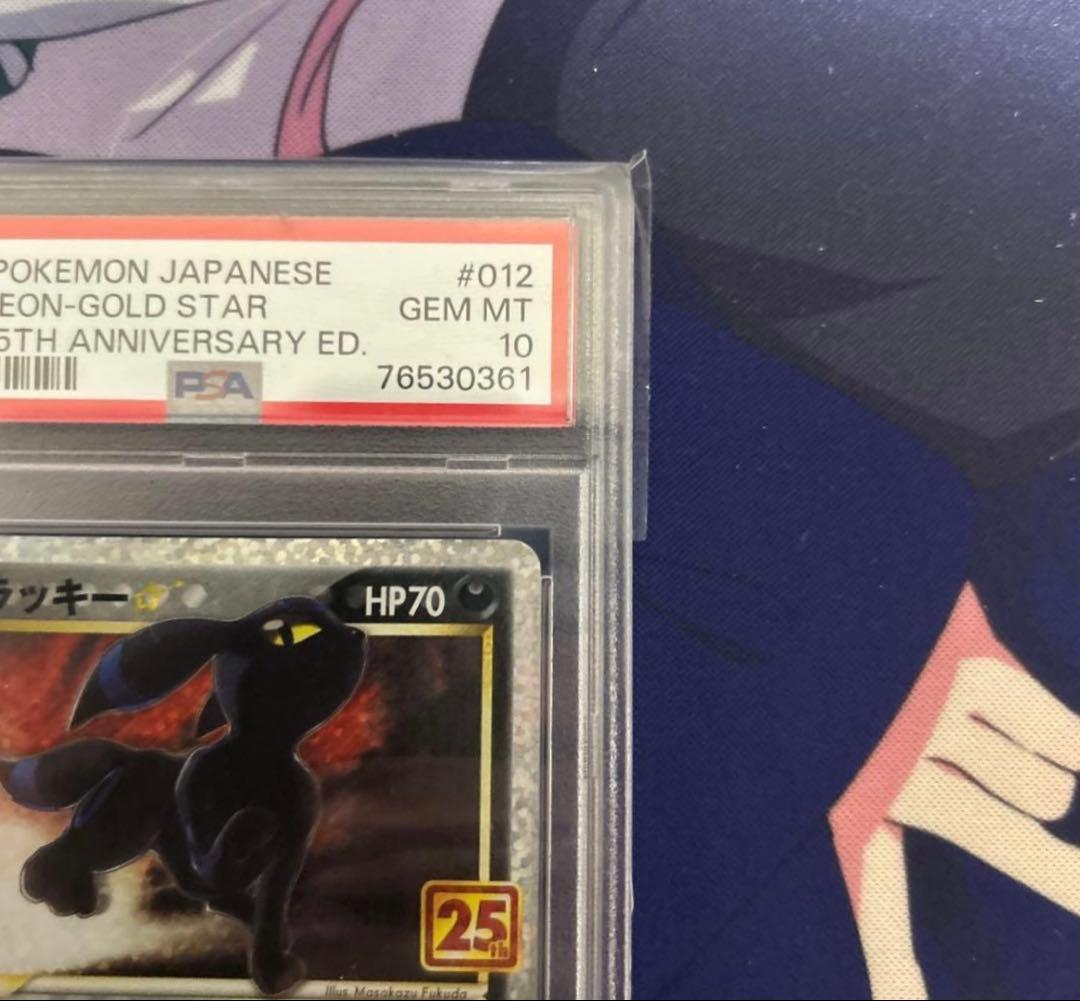 POKEMON JAPANESE #012
EON-GOLD STAR GEM MT
5TH ANNIVERSARY ED. 10
PSA 76530361
ラッキー HP70
25th
Illus. Masakazu Fukuda